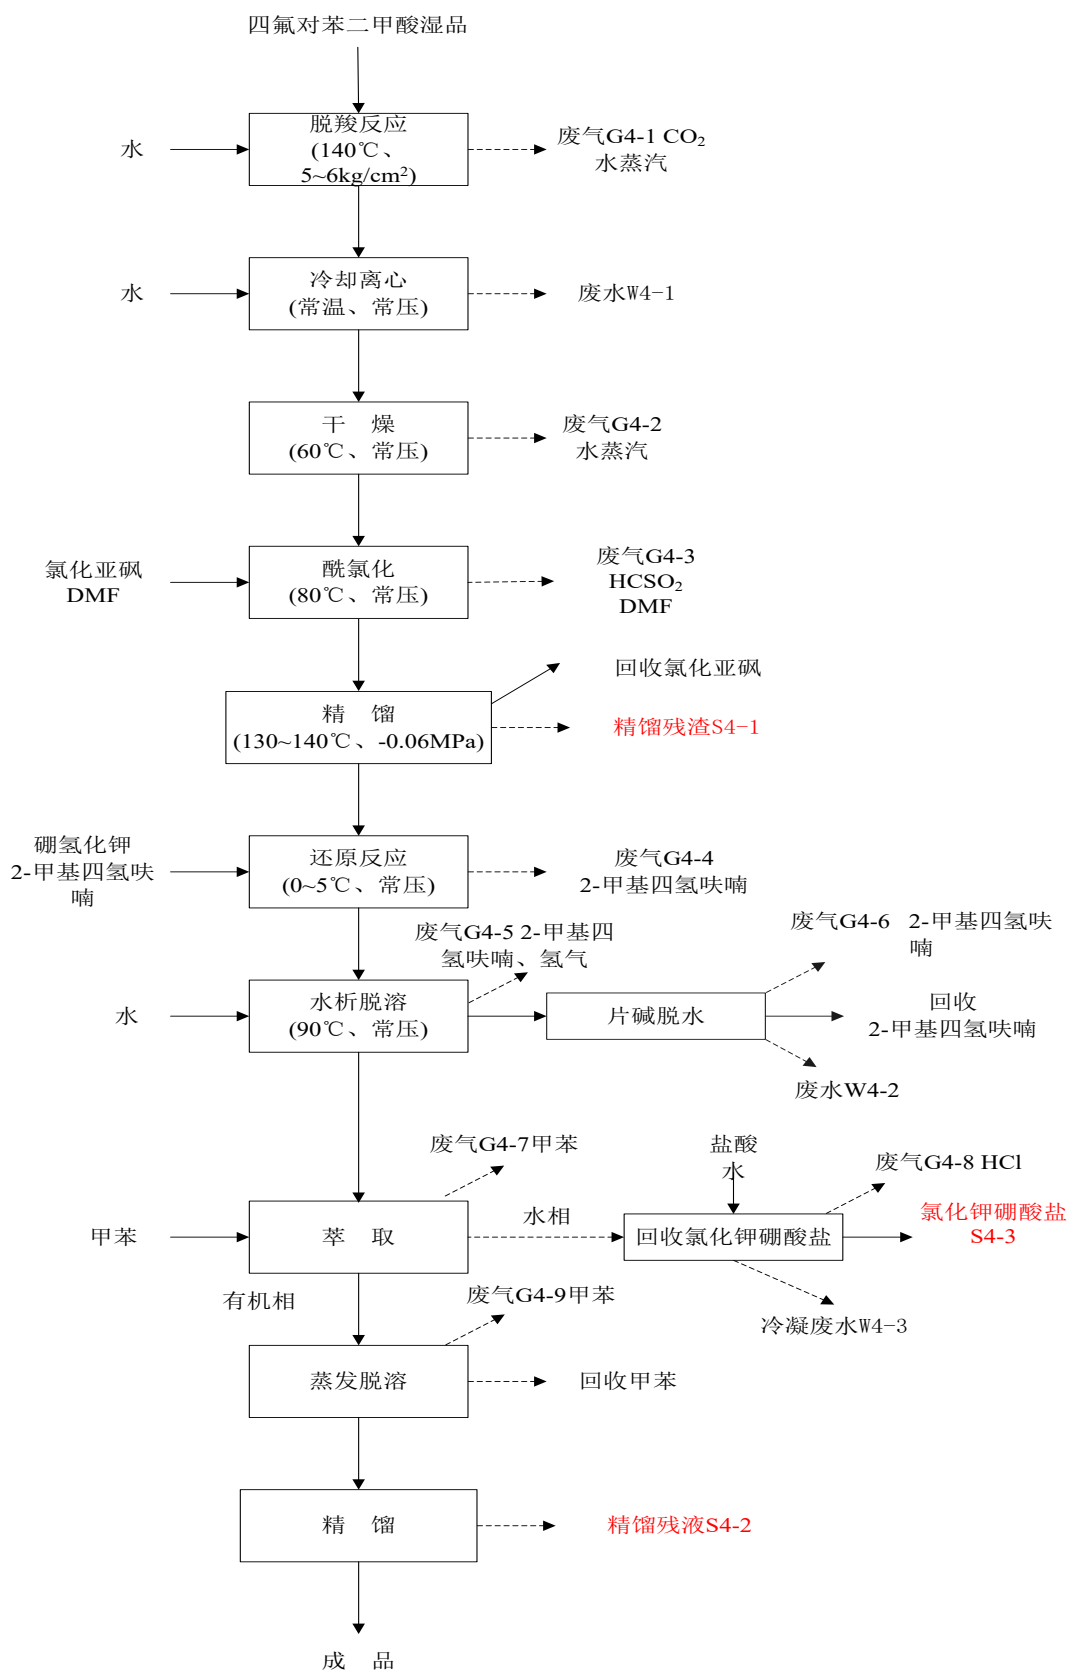 四氟对苯二甲酸湿品
水
脱羧反应
(140℃、
5~6kg/cm²)
废气G4-1 CO₂
水蒸汽
水
冷却离心
(常温、常压)
废水W4-1
干 燥
(60℃、常压)
废气G4-2
水蒸汽
氯化亚砜
DMF
酰氯化
(80℃、常压)
废气G4-3
HCSO₂
DMF
回收氯化亚砜
精 馏
(130~140℃、-0.06MPa)
精馏残渣S4-1
硼氢化钾
2-甲基四氢呋
喃
还原反应
(0~5℃、常压)
废气G4-4
2-甲基四氢呋喃
废气G4-5 2-甲基四
氢呋喃、氢气
废气G4-6 2-甲基四氢呋
喃
水
水析脱溶
(90℃、常压)
片碱脱水
回收
2-甲基四氢呋喃
废水W4-2
废气G4-7甲苯
盐酸
水
废气G4-8 HCl
甲苯
萃 取
水相
回收氯化钾硼酸盐
氯化钾硼酸盐
S4-3
有机相
废气G4-9甲苯
冷凝废水W4-3
蒸发脱溶
回收甲苯
精 馏
精馏残液S4-2
成 品